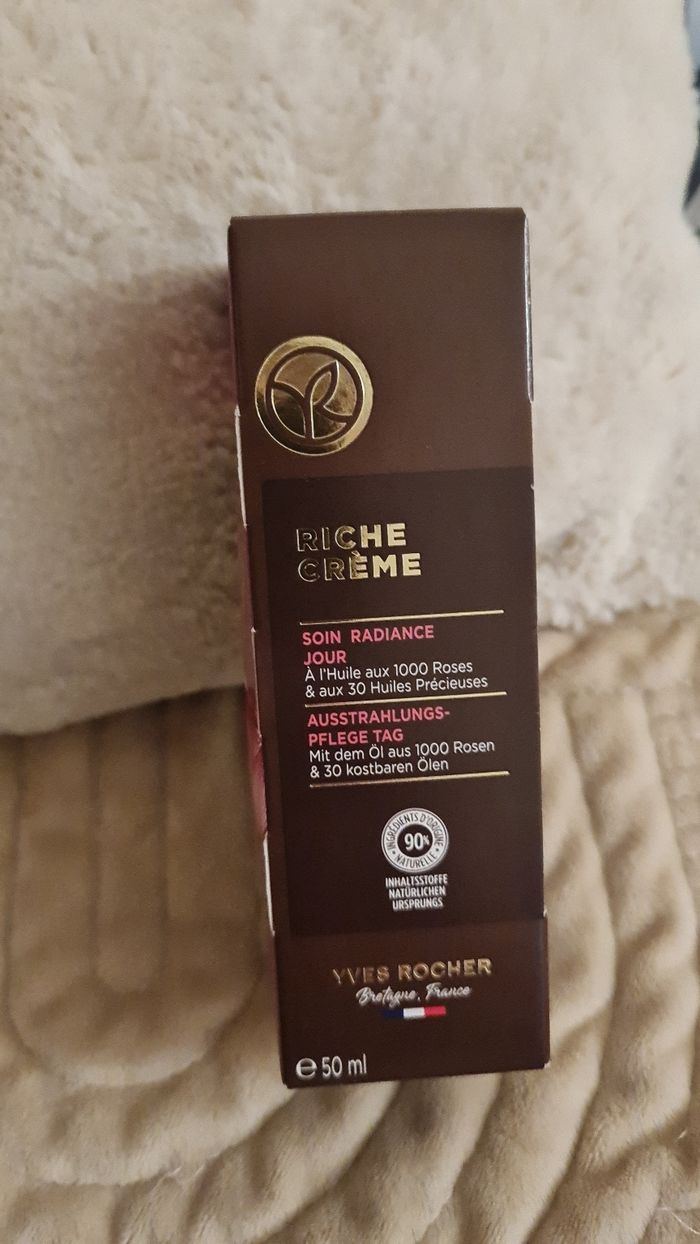 RICHE
CRÈME
SOIN RADIANCE
JOUR
À l'Huile aux 1000 Roses
& aux 30 Huiles Précieuses
AUSSTRAHLUNGS-
PFLEGE TAG
Mit dem Öl aus 1000 Rosen
& 30 kostbaren Ölen
INGRÉDIENTS D'ORIGINE
90%
NATURELLE
INHALTSSTOFFE
NATÜRLICHEN
URSPRUNGS
YVES ROCHER
Bretagne, France
e 50 ml